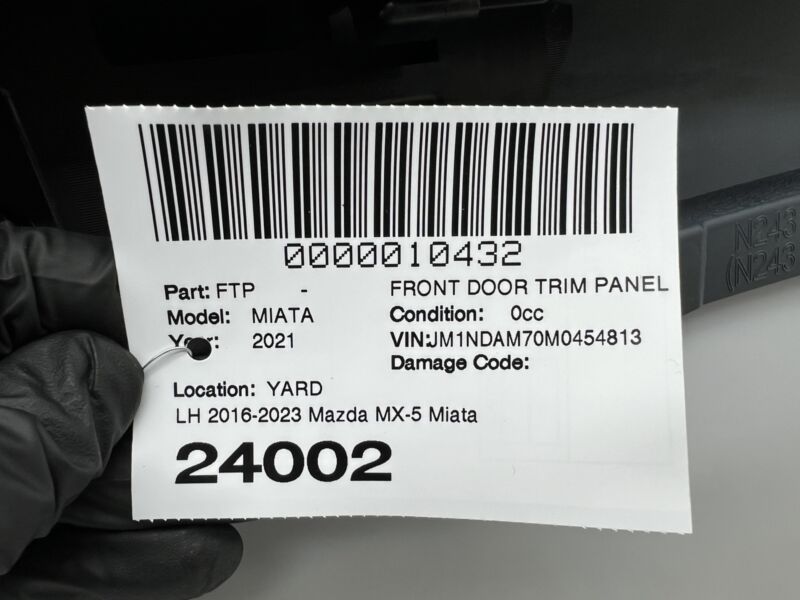 0000010432
Part: FTP - FRONT DOOR TRIM PANEL
Model: MIATA Condition: 0cc
Year: 2021 VIN:JM1NDAM70M0454813
Damage Code:
Location: YARD
LH 2016-2023 Mazda MX-5 Miata
24002
N243
(N243